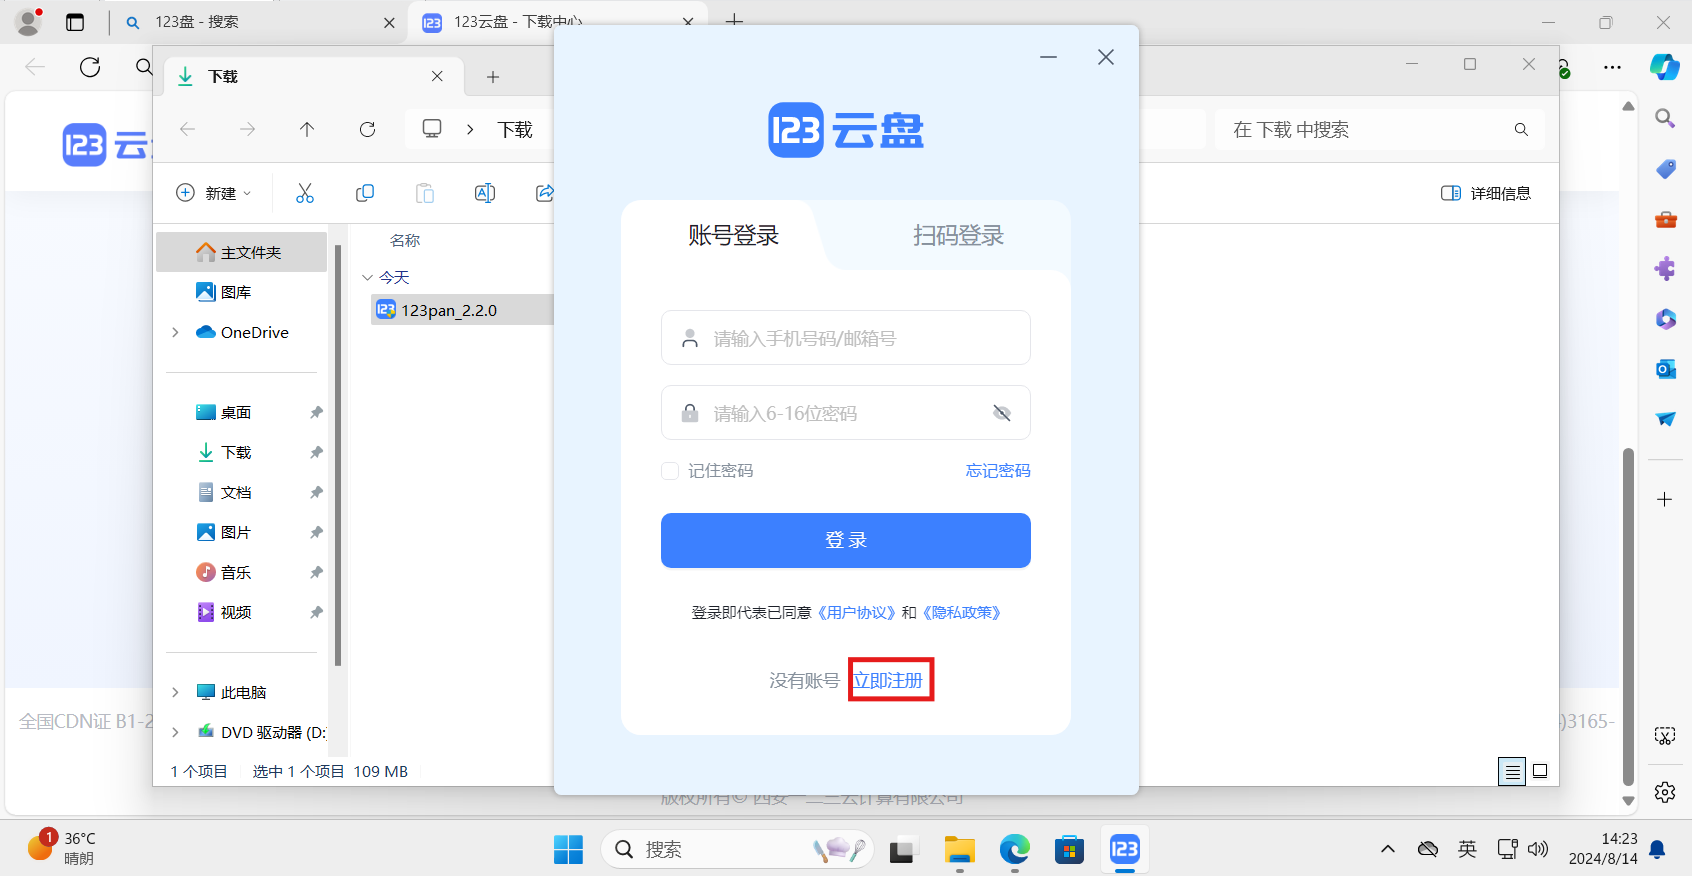 123盘 - 搜索
123云盘 - 下载中心
下载
下载
在 下载 中搜索
新建
详细信息
123 云
123 云盘
账号登录
扫码登录
请输入手机号码/邮箱号
请输入6-16位密码
记住密码
忘记密码
登 录
登录即代表已同意《用户协议》和《隐私政策》
没有账号
立即注册
主文件夹
图库
OneDrive
桌面
下载
文档
图片
音乐
视频
此电脑
DVD 驱动器 (D:
名称
今天
123pan_2.2.0
1 个项目
选中 1 个项目 109 MB
全国CDN证 B1-2
)3165-
版权所有© 西安一二三云计算有限公司
1
36°C
晴朗
搜索
123
英
14:23
2024/8/14